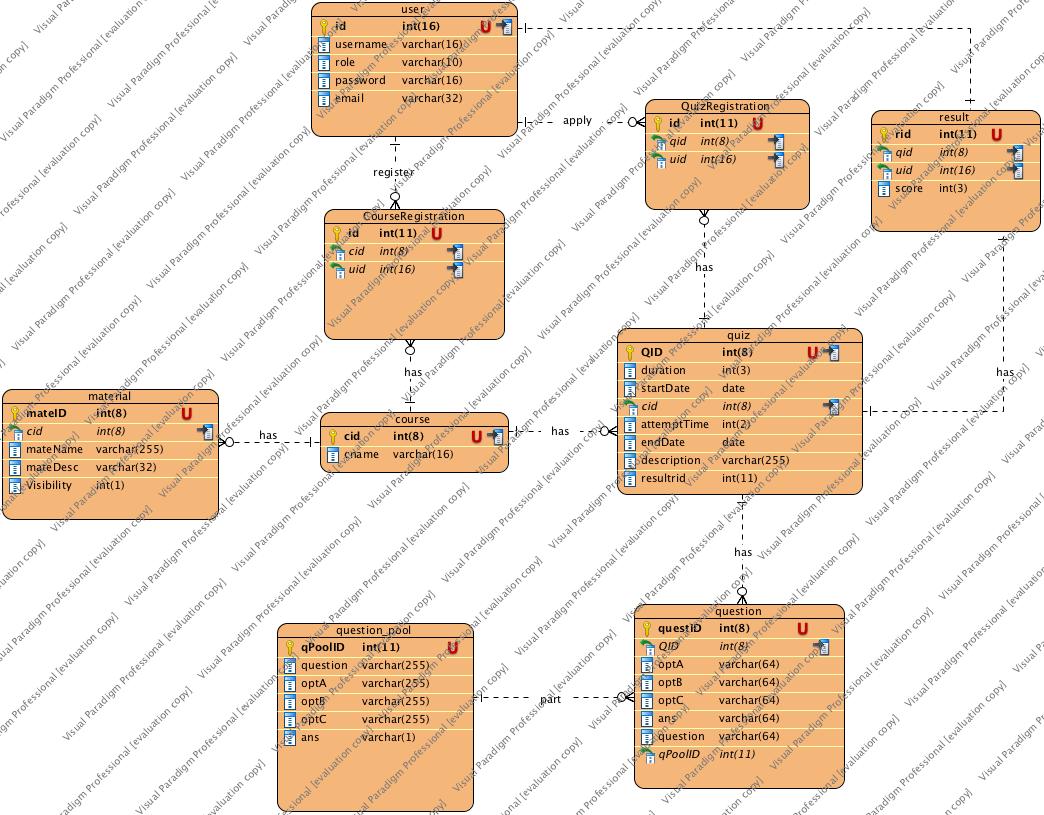 user
id int(16) U
username varchar(16)
role varchar(10)
password varchar(16)
email varchar(32)
apply
register
QuizRegistration
id int(11) U
qid int(8)
uid int(16)
result
rid int(11) U
qid int(8)
uid int(16)
score int(3)
CourseRegistration
id int(11) U
cid int(8)
uid int(16)
has
has
has
quiz
QID int(8) U
duration int(3)
startDate date
cid int(8)
attemptTime int(2)
endDate date
description varchar(255)
resultrid int(11)
material
mateID int(8) U
cid int(8)
mateName varchar(255)
mateDesc varchar(32)
Visibility int(1)
has
course
cid int(8) U
cname varchar(16)
has
has
question_pool
qPoolID int(11) U
question varchar(255)
optA varchar(255)
optB varchar(255)
optC varchar(255)
ans varchar(1)
part
question
questID int(8) U
QID int(8)
optA varchar(64)
optB varchar(64)
optC varchar(64)
ans varchar(64)
question varchar(64)
qPoolID int(11)
Visual Paradigm Professional [evaluation copy]